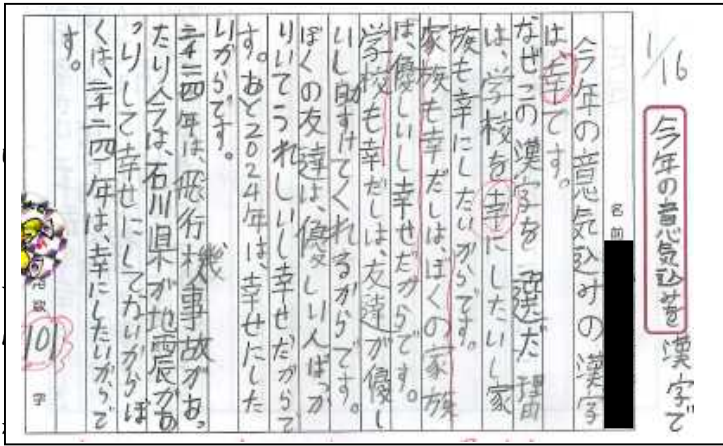 1/16
今年の意気込みを漢字で
名前
今年の意気込みの漢字
は、幸です。
なぜこの漢字を選だ理由
は、学校を幸にしたいし家
族も幸にしたいからです。
家族も幸だしは、ぼくの家族
は、優しいし幸せだからです。
学校も幸だしは、友達が優し
いし助すけてくれるからです。
ぼくの友達は、優しい人ばっか
りいてうれしいし幸せだからで
す。あと2024年は、幸せにした
いからです。
二千二四年は、飛行機事故があっ
たり今は、石川県が地震があ
つりして幸せにしてないからぼ
くは、二千二四年は、幸にしたいからで
す。
101
字